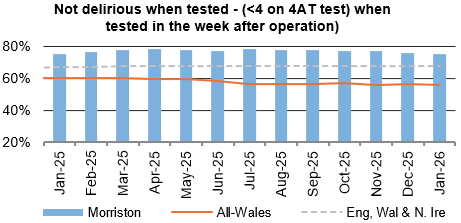 Not delirious when tested - (<4 on 4AT test) when
tested in the week after operation)
80%
60%
40%
20%
Jan-25
Feb-25
Mar-25
Apr-25
May-25
Jun-25
Jul-25
Aug-25
Sep-25
Oct-25
Nov-25
Dec-25
Jan-26
Morriston All-Wales Eng, Wal & N. Ire